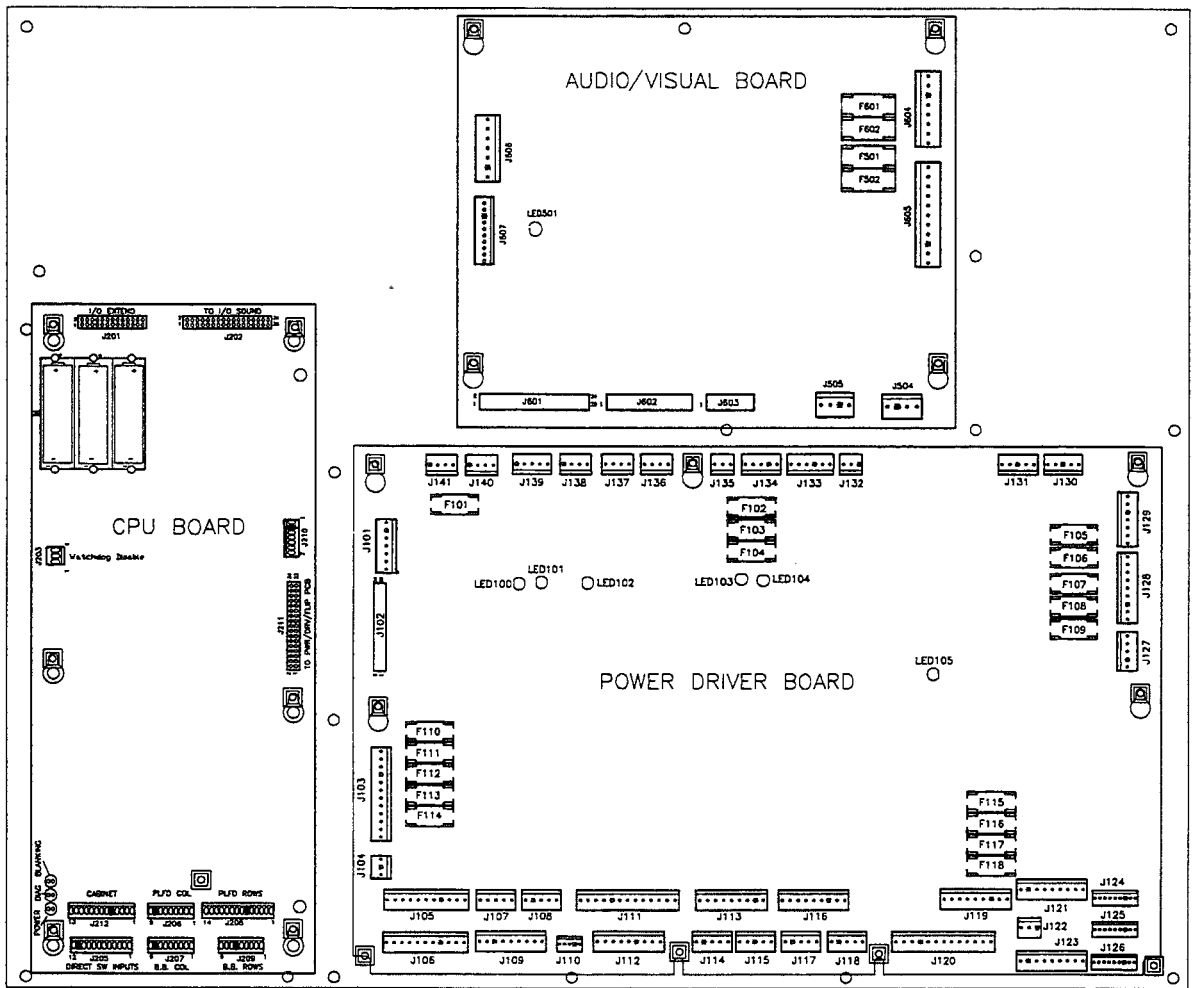 AUDIO/VISUAL BOARD
F601
F602
F501
F502
J604
J605
J506
J507
LED501
J601
J602
J603
J505
J504
I/O EXTEND
J201
TO I/O SOUND
J202
CPU BOARD
J203
Watchdog Disable
J210
J211
TO PWR/DRV/FLIP PCB
POWER
DIAG
BLANKING
CABINET
J212
PLFD COL
J206
PLFD ROWS
J208
J205
DIRECT SW INPUTS
J207
B.B. COL
J209
B.B. ROWS
J141
J140
J139
J138
J137
J136
J135
J134
J133
J132
J131
J130
F101
F102
F103
F104
J101
J102
LED100
LED101
LED102
LED103
LED104
F105
F106
F107
F108
F109
J129
J128
J127
LED105
POWER DRIVER BOARD
F110
F111
F112
F113
F114
J103
J104
F115
F116
F117
F118
J105
J107
J108
J111
J113
J116
J119
J121
J124
J125
J122
J123
J126
J106
J109
J110
J112
J114
J115
J117
J118
J120